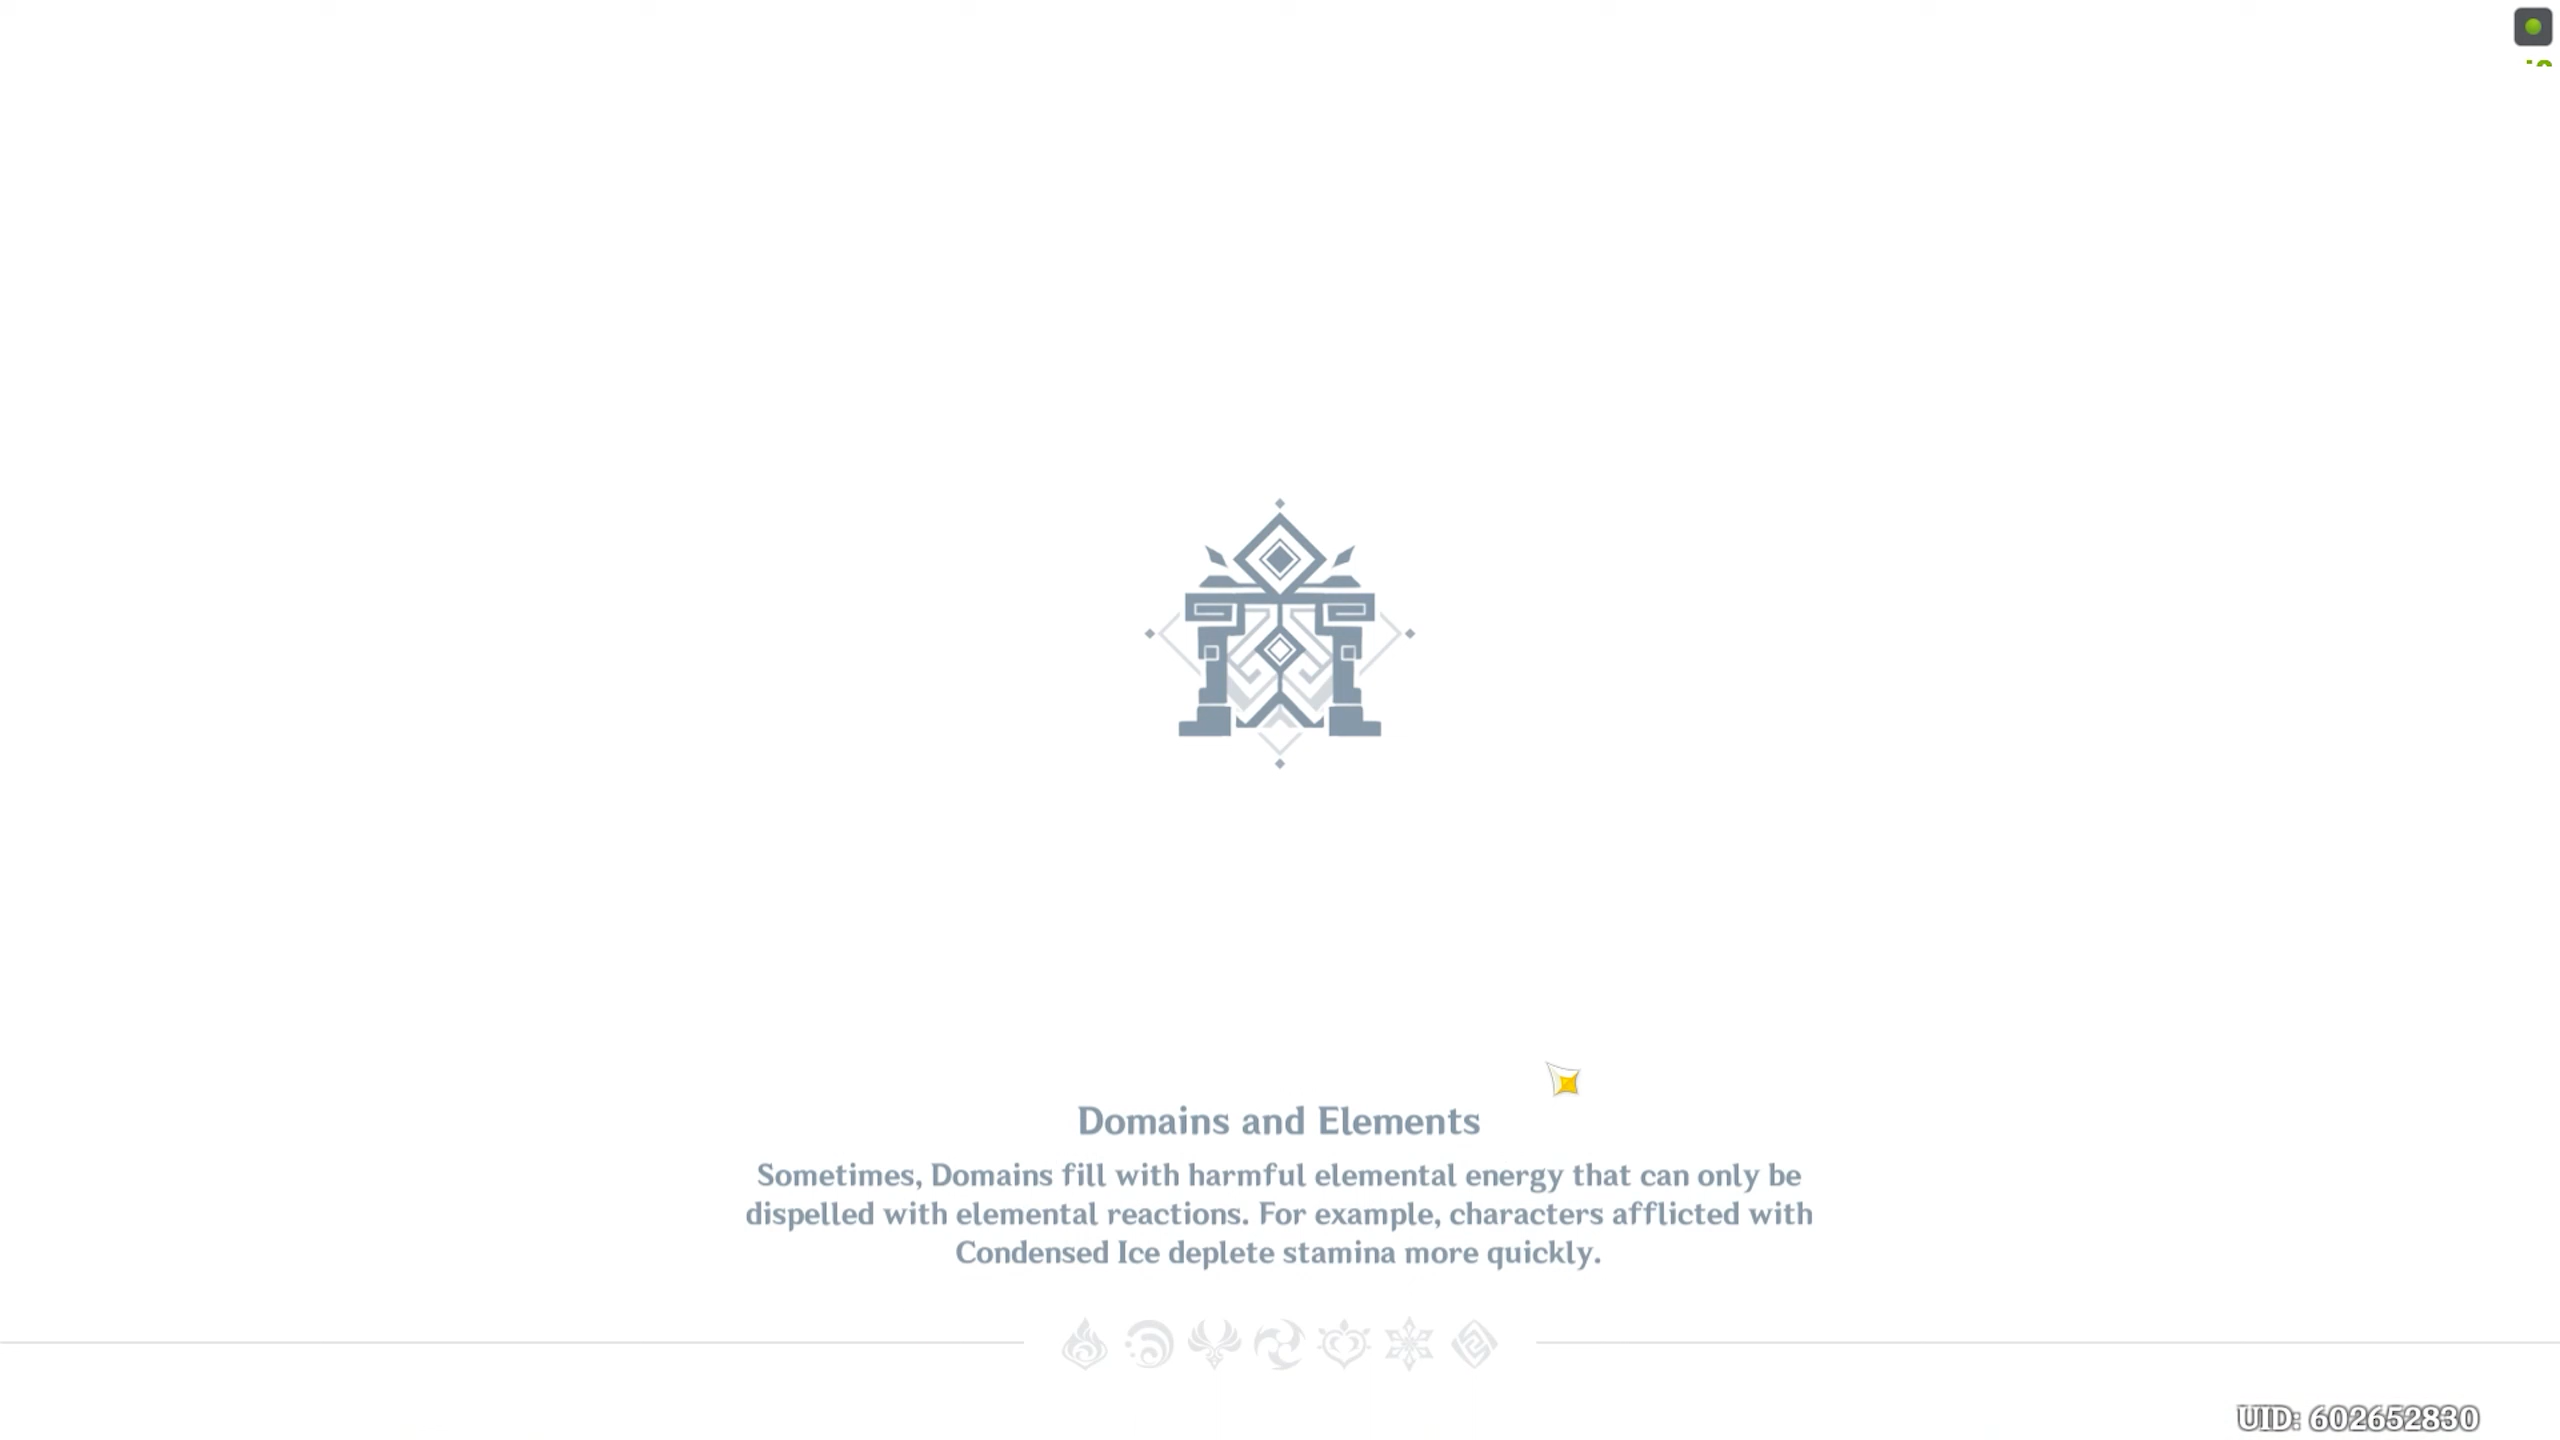 Domains and Elements
Sometimes, Domains fill with harmful elemental energy that can only be
dispelled with elemental reactions. For example, characters afflicted with
Condensed Ice deplete stamina more quickly.
UID: 602652830